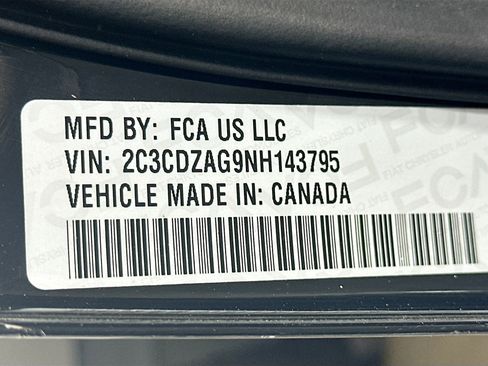 MFD BY: FCA US LLC
VIN: 2C3CDZAG9NH143795
VEHICLE MADE IN: CANADA